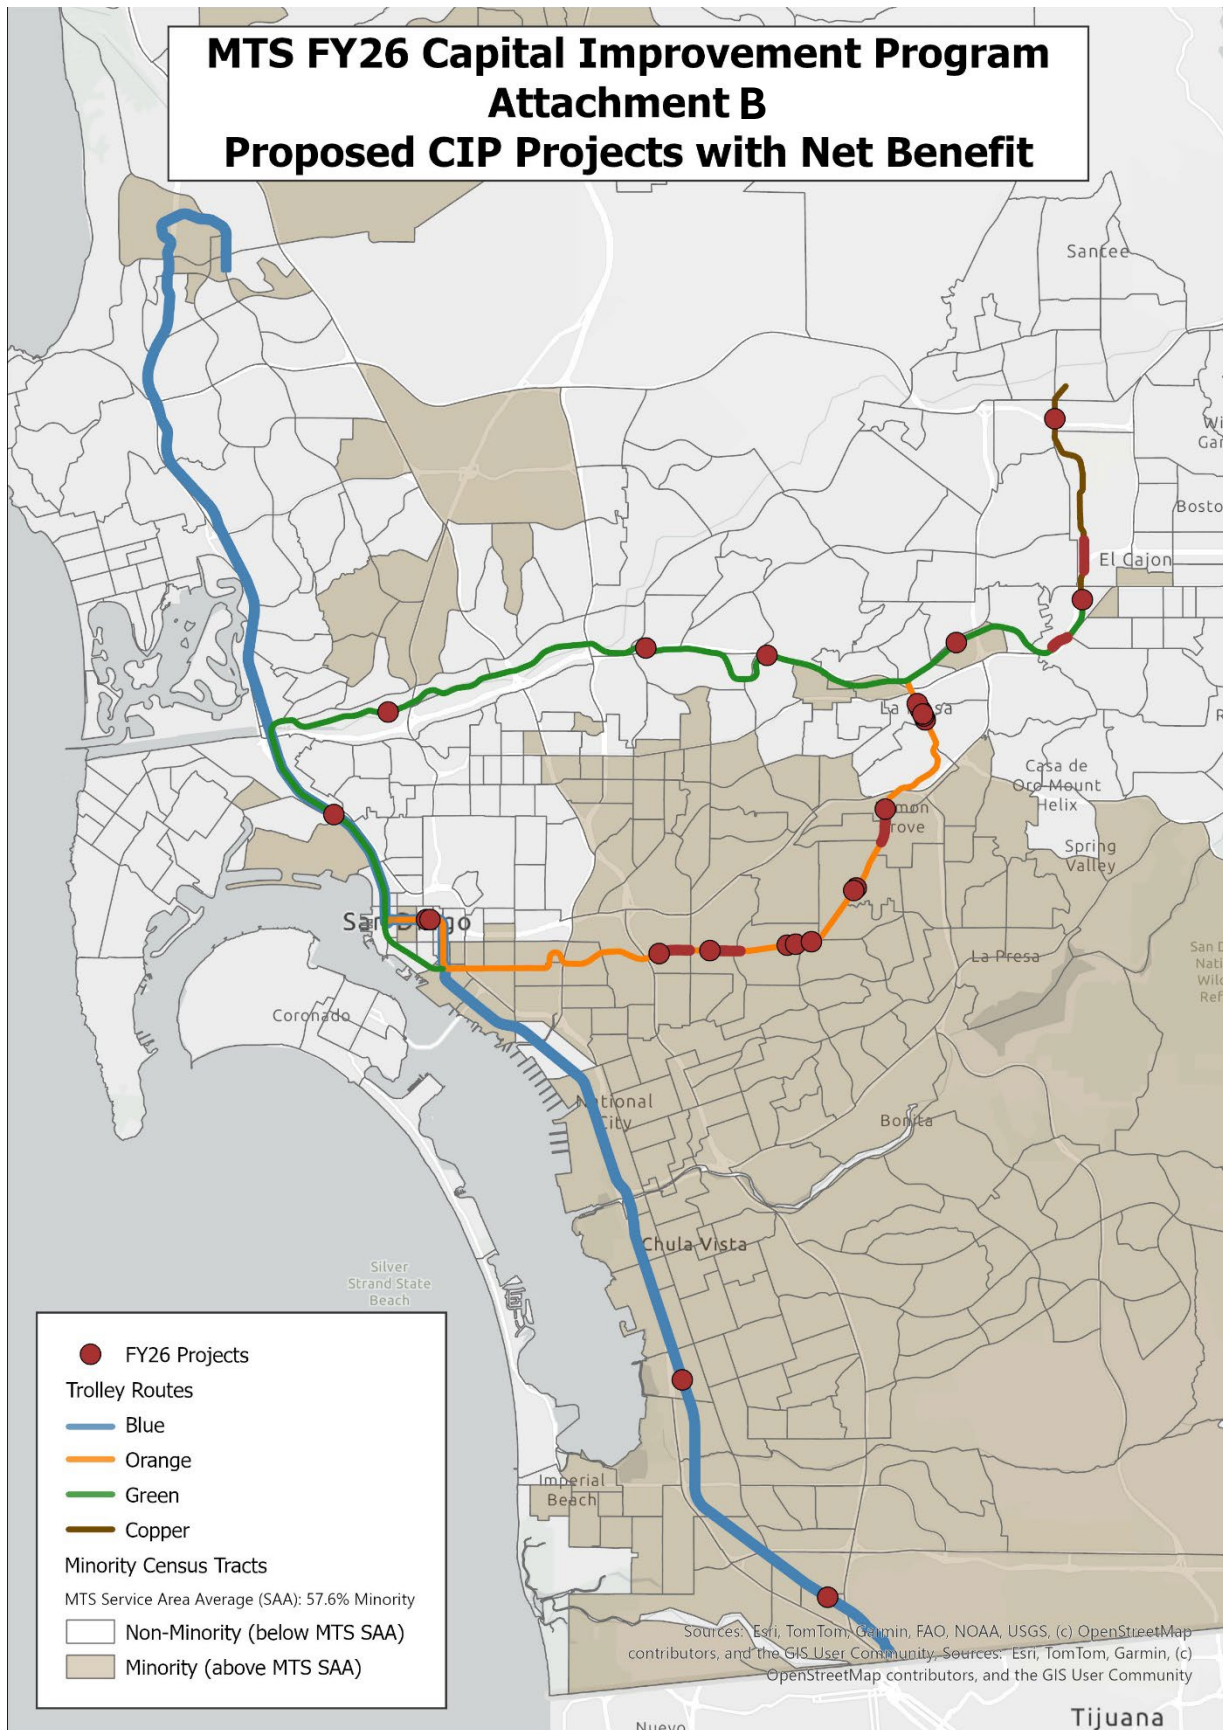 MTS FY26 Capital Improvement Program
Attachment B
Proposed CIP Projects with Net Benefit
Santee
El Cajon
Casa de
Oro Mount
Helix
Spring
Valley
San Diego
La Presa
Coronado
National
City
Bonita
Chula Vista
Silver
Strand State
Beach
Imperial
Beach
FY26 Projects
Trolley Routes
Blue
Orange
Green
Copper
Minority Census Tracts
MTS Service Area Average (SAA): 57.6% Minority
Non-Minority (below MTS SAA)
Minority (above MTS SAA)
Sources: Esri, TomTom, Garmin, FAO, NOAA, USGS, (c) OpenStreetMap
contributors, and the GIS User Community, Sources: Esri, TomTom, Garmin, (c)
OpenStreetMap contributors, and the GIS User Community
Tijuana
Nuevo